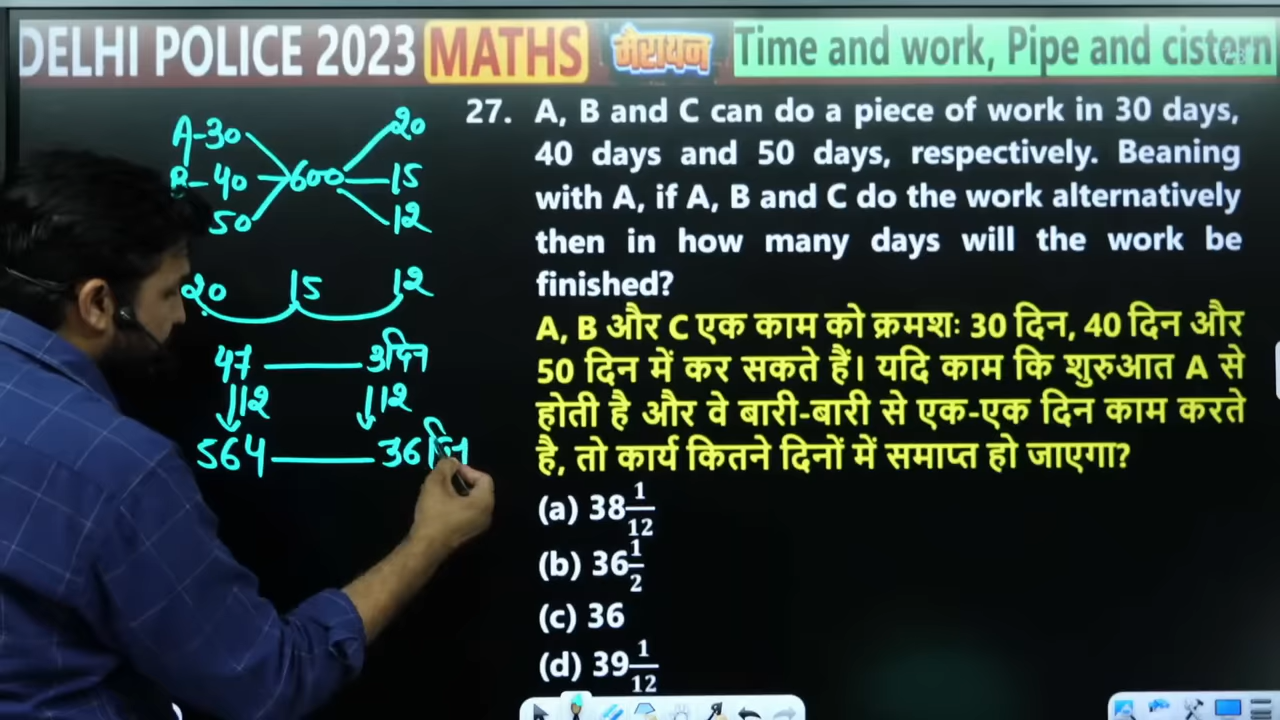 DELHI POLICE 2023 MATHS मैराथन Time and work, Pipe and cistern
A-30
B-40
50
600
20
15
12
20 15 12
47 3दिन
12 12
564 36दिन
27. A, B and C can do a piece of work in 30 days,
40 days and 50 days, respectively. Beaning
with A, if A, B and C do the work alternatively
then in how many days will the work be
finished?
A, B और C एक काम को क्रमशः 30 दिन, 40 दिन और
50 दिन में कर सकते हैं। यदि काम कि शुरुआत A से
होती है और वे बारी-बारी से एक-एक दिन काम करते
है, तो कार्य कितने दिनों में समाप्त हो जाएगा?
(a) 38 1/12
(b) 36 1/2
(c) 36
(d) 39 1/12